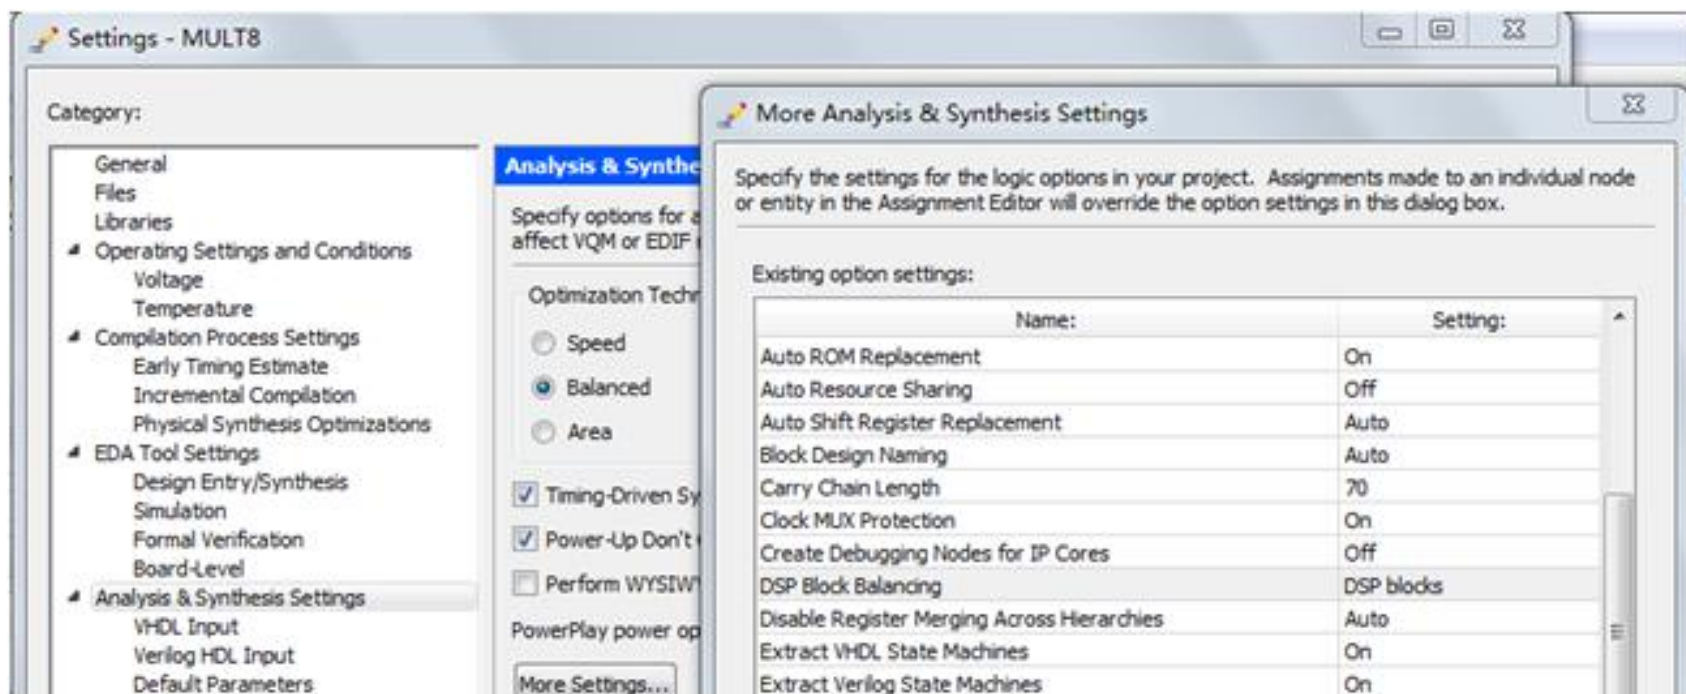 Settings - MULT8
Category:
General
Files
Libraries
Operating Settings and Conditions
Voltage
Temperature
Compilation Process Settings
Early Timing Estimate
Incremental Compilation
Physical Synthesis Optimizations
EDA Tool Settings
Design Entry/Synthesis
Simulation
Formal Verification
Board-Level
Analysis & Synthesis Settings
VHDL Input
Verilog HDL Input
Default Parameters
Analysis & Synthe
Specify options for a
affect VQM or EDIF
Optimization Techn
Speed
Balanced
Area
Timing-Driven Sy
Power-Up Don't
Perform WYSIWY
PowerPlay power op
More Settings...
More Analysis & Synthesis Settings
Specify the settings for the logic options in your project. Assignments made to an individual node
or entity in the Assignment Editor will override the option settings in this dialog box.
Existing option settings:
Name: Setting:
Auto ROM Replacement On
Auto Resource Sharing Off
Auto Shift Register Replacement Auto
Block Design Naming Auto
Carry Chain Length 70
Clock MUX Protection On
Create Debugging Nodes for IP Cores Off
DSP Block Balancing DSP blocks
Disable Register Merging Across Hierarchies Auto
Extract VHDL State Machines On
Extract Verilog State Machines On